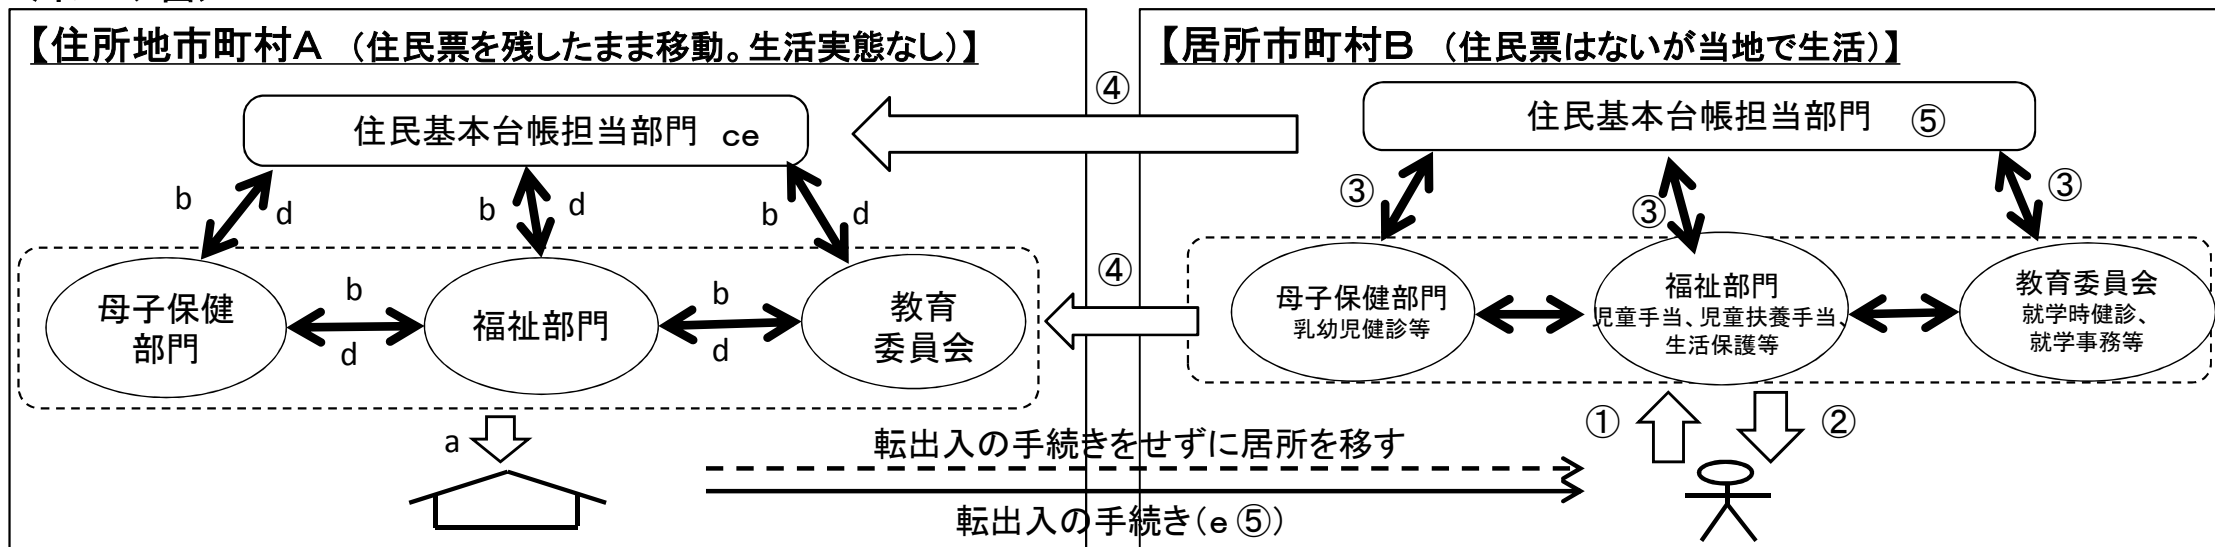 【住所地市町村A （住民票を残したまま移動。生活実態なし）】
住民基本台帳担当部門 ce
b
d
b
d
b
d
母子保健
部門
b
d
福祉部門
b
d
教育
委員会
a
④
④
【居所市町村B （住民票はないが当地で生活）】
住民基本台帳担当部門 ⑤
③
③
③
母子保健部門
乳幼児健診等
福祉部門
児童手当、児童扶養手当、
生活保護等
教育委員会
就学時健診、
就学事務等
①
②
転出入の手続きをせずに居所を移す
転出入の手続き（e ⑤）